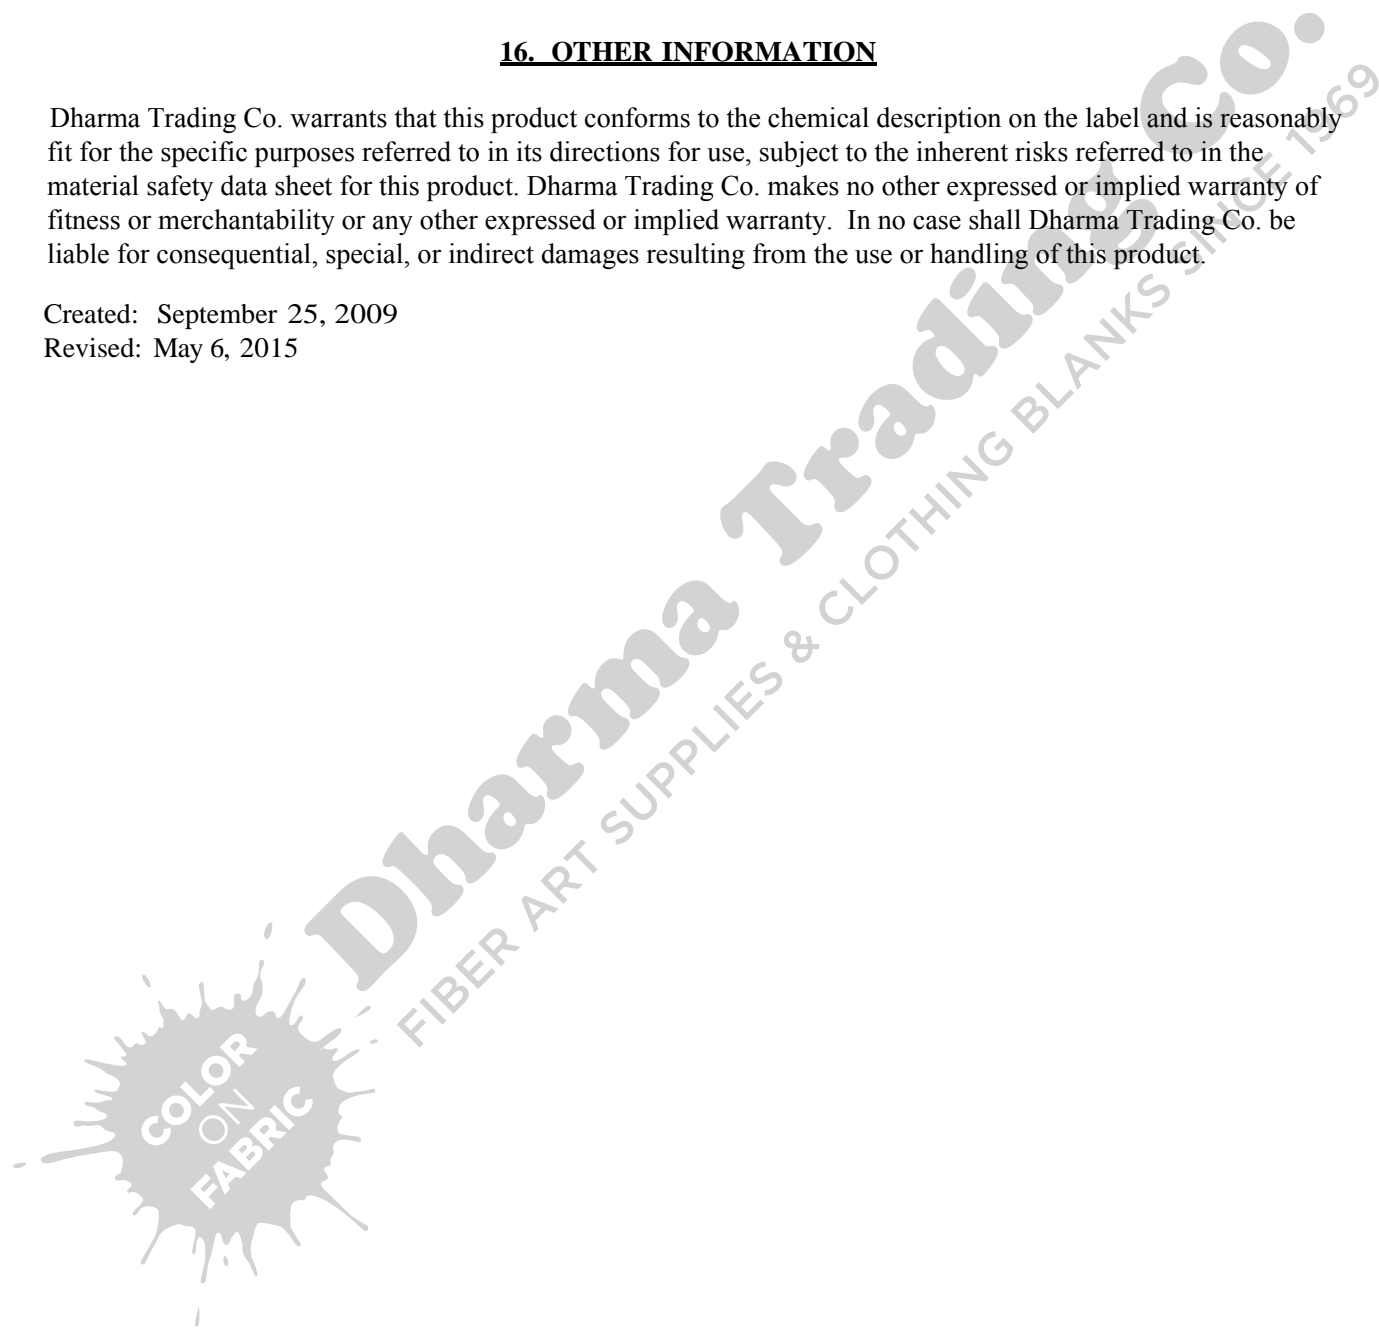 16. OTHER INFORMATION
Dharma Trading Co. warrants that this product conforms to the chemical description on the label and is reasonably
fit for the specific purposes referred to in its directions for use, subject to the inherent risks referred to in the
material safety data sheet for this product. Dharma Trading Co. makes no other expressed or implied warranty of
fitness or merchantability or any other expressed or implied warranty. In no case shall Dharma Trading Co. be
liable for consequential, special, or indirect damages resulting from the use or handling of this product.
Created: September 25, 2009
Revised: May 6, 2015
Dharma Trading Co.
FIBER ART SUPPLIES & CLOTHING BLANKS SINCE 1969
COLOR
ON
FABRIC